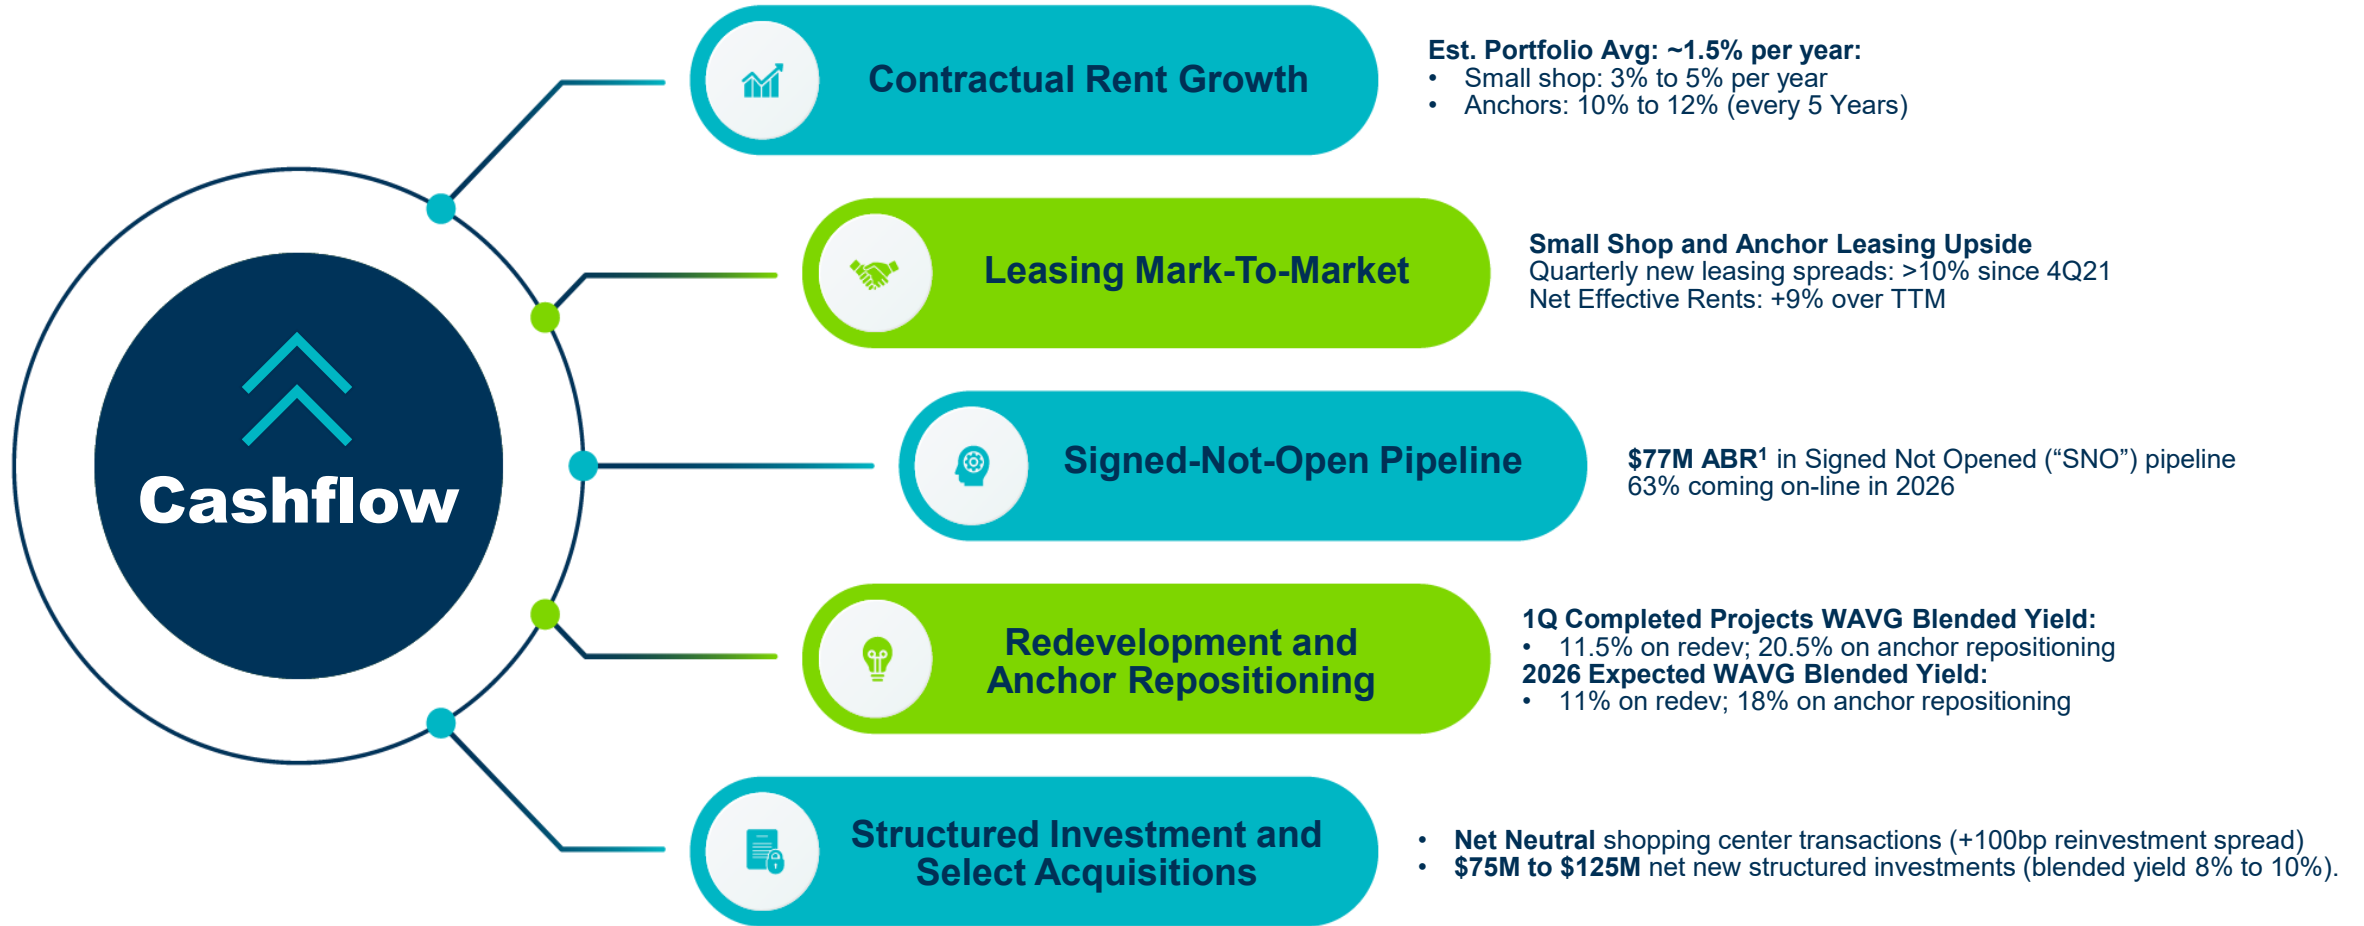 Contractual Rent Growth
Est. Portfolio Avg: ~1.5% per year:
• Small shop: 3% to 5% per year
• Anchors: 10% to 12% (every 5 Years)
Leasing Mark-To-Market
Small Shop and Anchor Leasing Upside
Quarterly new leasing spreads: >10% since 4Q21
Net Effective Rents: +9% over TTM
Cashflow
Signed-Not-Open Pipeline
$77M ABR¹ in Signed Not Opened (“SNO”) pipeline
63% coming on-line in 2026
Redevelopment and
Anchor Repositioning
1Q Completed Projects WAVG Blended Yield:
• 11.5% on redev; 20.5% on anchor repositioning
2026 Expected WAVG Blended Yield:
• 11% on redev; 18% on anchor repositioning
Structured Investment and
Select Acquisitions
• Net Neutral shopping center transactions (+100bp reinvestment spread)
• $75M to $125M net new structured investments (blended yield 8% to 10%).